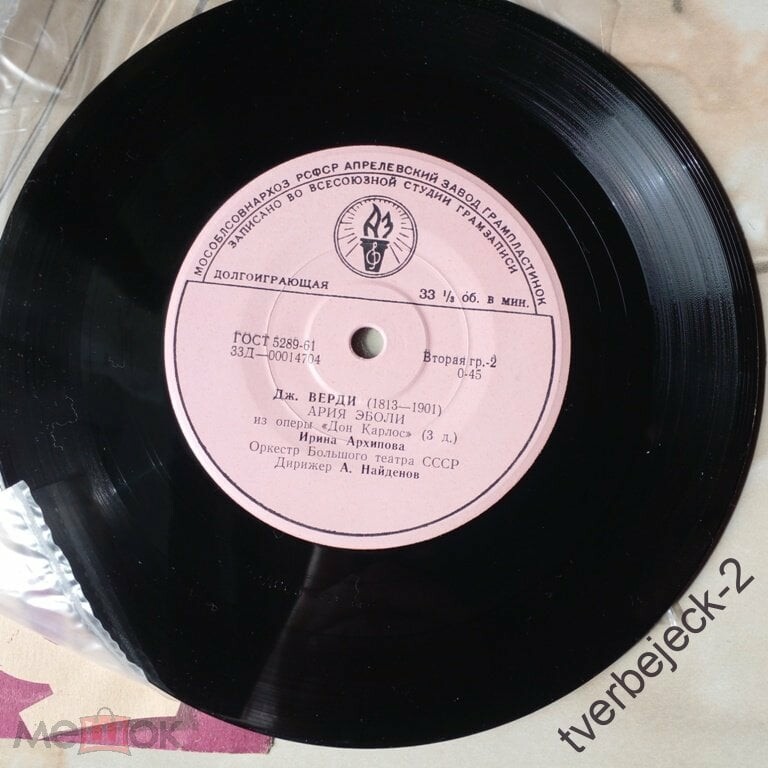 МОСОБЛСОВНАРХОЗ РСФСР АПРЕЛЕВСКИЙ ЗАВОД ГРАМПЛАСТИНОК
ЗАПИСАНО ВО ВСЕСОЮЗНОЙ СТУДИИ ГРАМЗАПИСИ
АЗ
ДОЛГОИГРАЮЩАЯ
33 ⅓ об. в мин.
ГОСТ 5289-61
33Д—00014704
Вторая гр.-2
0-45
Дж. ВЕРДИ (1813—1901)
АРИЯ ЭБОЛИ
из оперы «Дон Карлос» (3 д.)
Ирина Архипова
Оркестр Большого театра СССР
Дирижер А. Найденов
tverbejeck-2
мешок